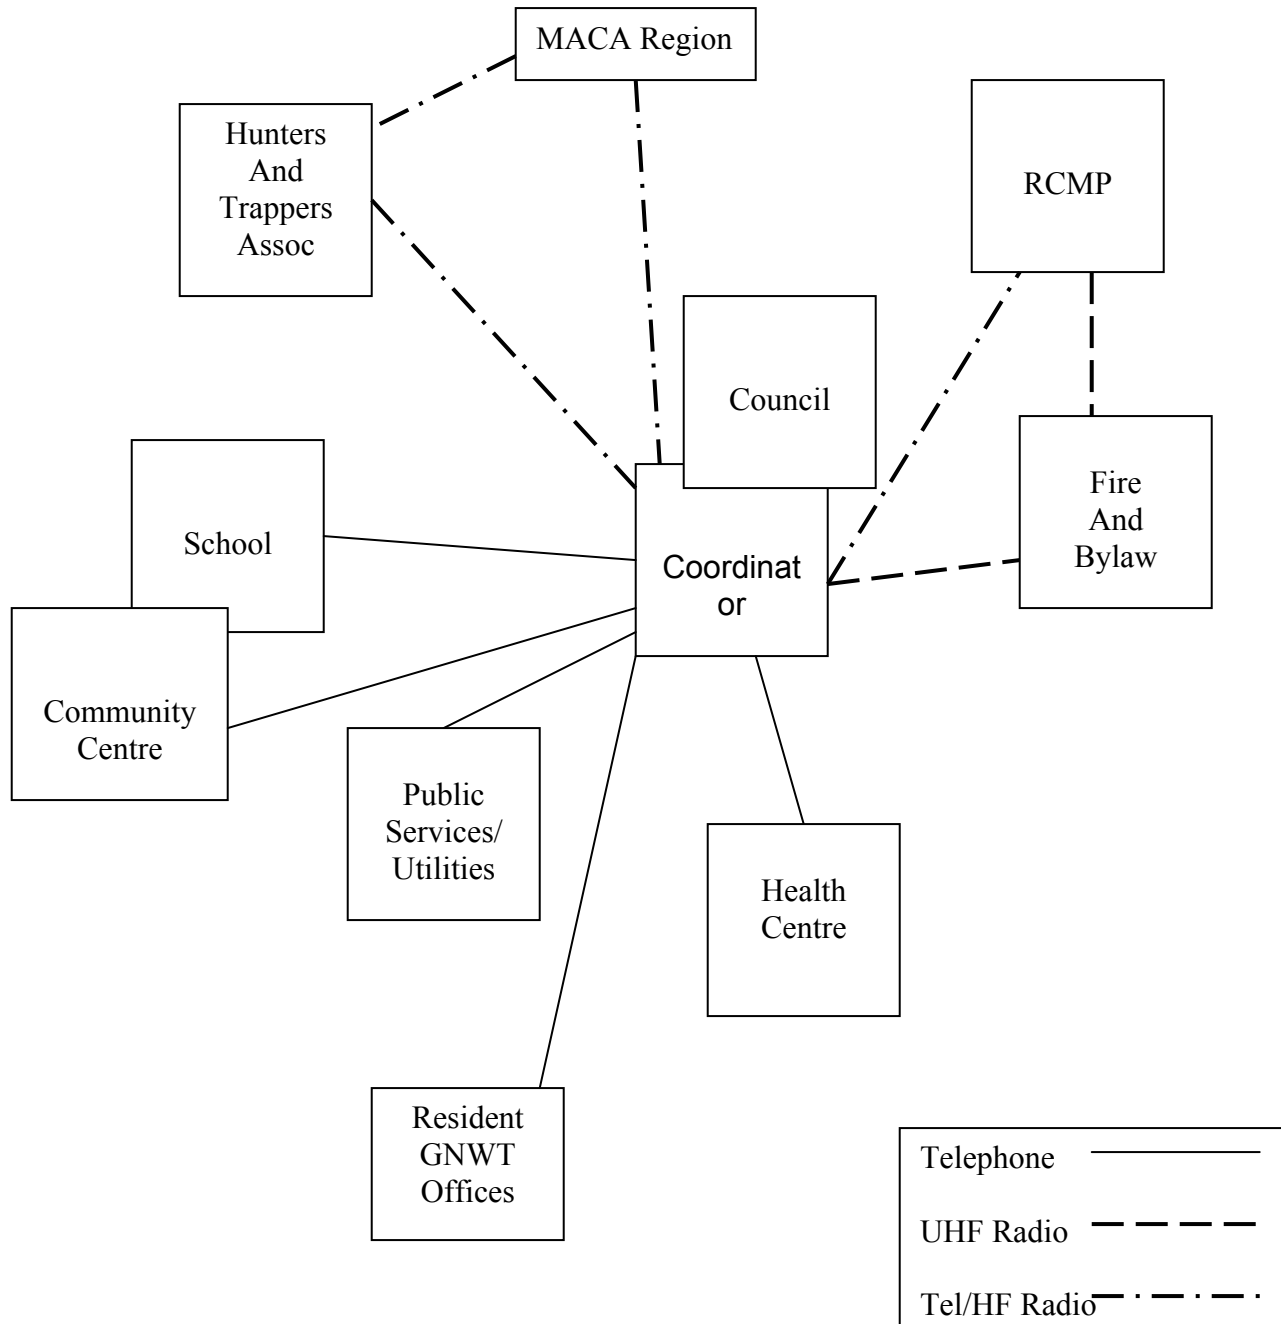 MACA Region
Hunters
And
Trappers
Assoc
RCMP
Council
Fire
And
Bylaw
School
Coordinat
or
Community
Centre
Public
Services/
Utilities
Health
Centre
Resident
GNWT
Offices
Telephone
UHF Radio
Tel/HF Radio